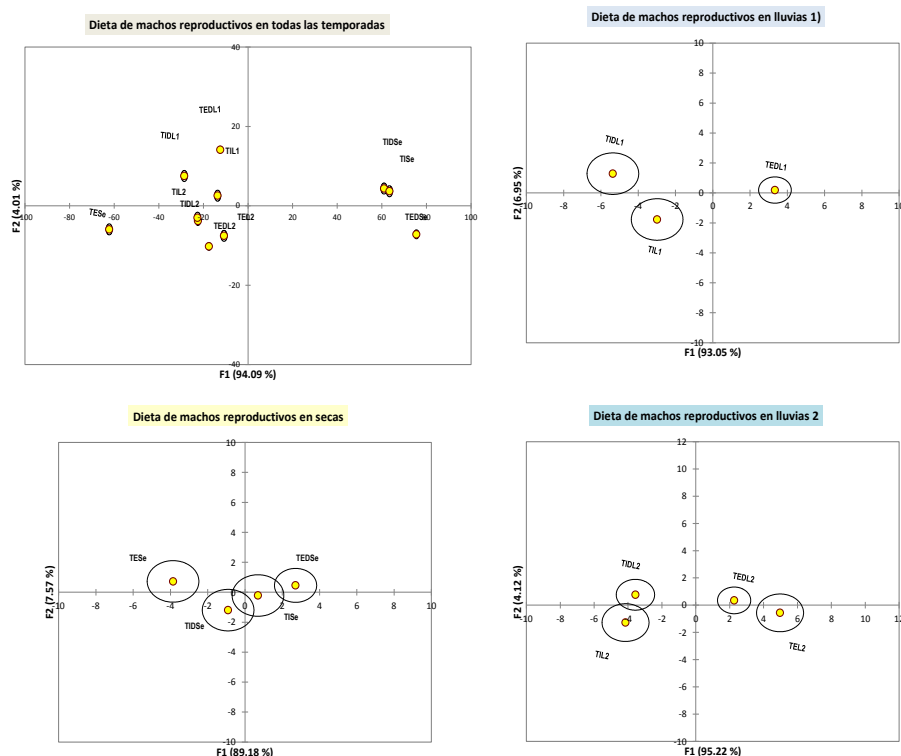 Dieta de machos reproductivos en todas las temporadas
40
20
0
-20
-40
-100
-80
-60
-40
-20
0
20
40
60
80
100
TEDL1
TIDL1
TIL1
TIDSe
TISe
TIL2
TIDL2
TESe
TEL2
TEDL2
TEDSe
F2 (4.01 %)
F1 (94.09 %)
Dieta de machos reproductivos en lluvias 1)
10
8
6
4
2
0
-2
-4
-6
-8
-10
-10
-8
-6
-4
-2
0
2
4
6
8
10
TIDL1
TEDL1
TIL1
F2 (6.95 %)
F1 (93.05 %)
Dieta de machos reproductivos en secas
10
8
6
4
2
0
-2
-4
-6
-8
-10
-10
-8
-6
-4
-2
0
2
4
6
8
10
TESe
TEDSe
TIDSe
TISe
F2 (7.57 %)
F1 (89.18 %)
Dieta de machos reproductivos en lluvias 2
12
10
8
6
4
2
0
-2
-4
-6
-8
-10
-10
-8
-6
-4
-2
0
2
4
6
8
10
12
TIDL2
TEDL2
TIL2
TEL2
F2 (4.12 %)
F1 (95.22 %)